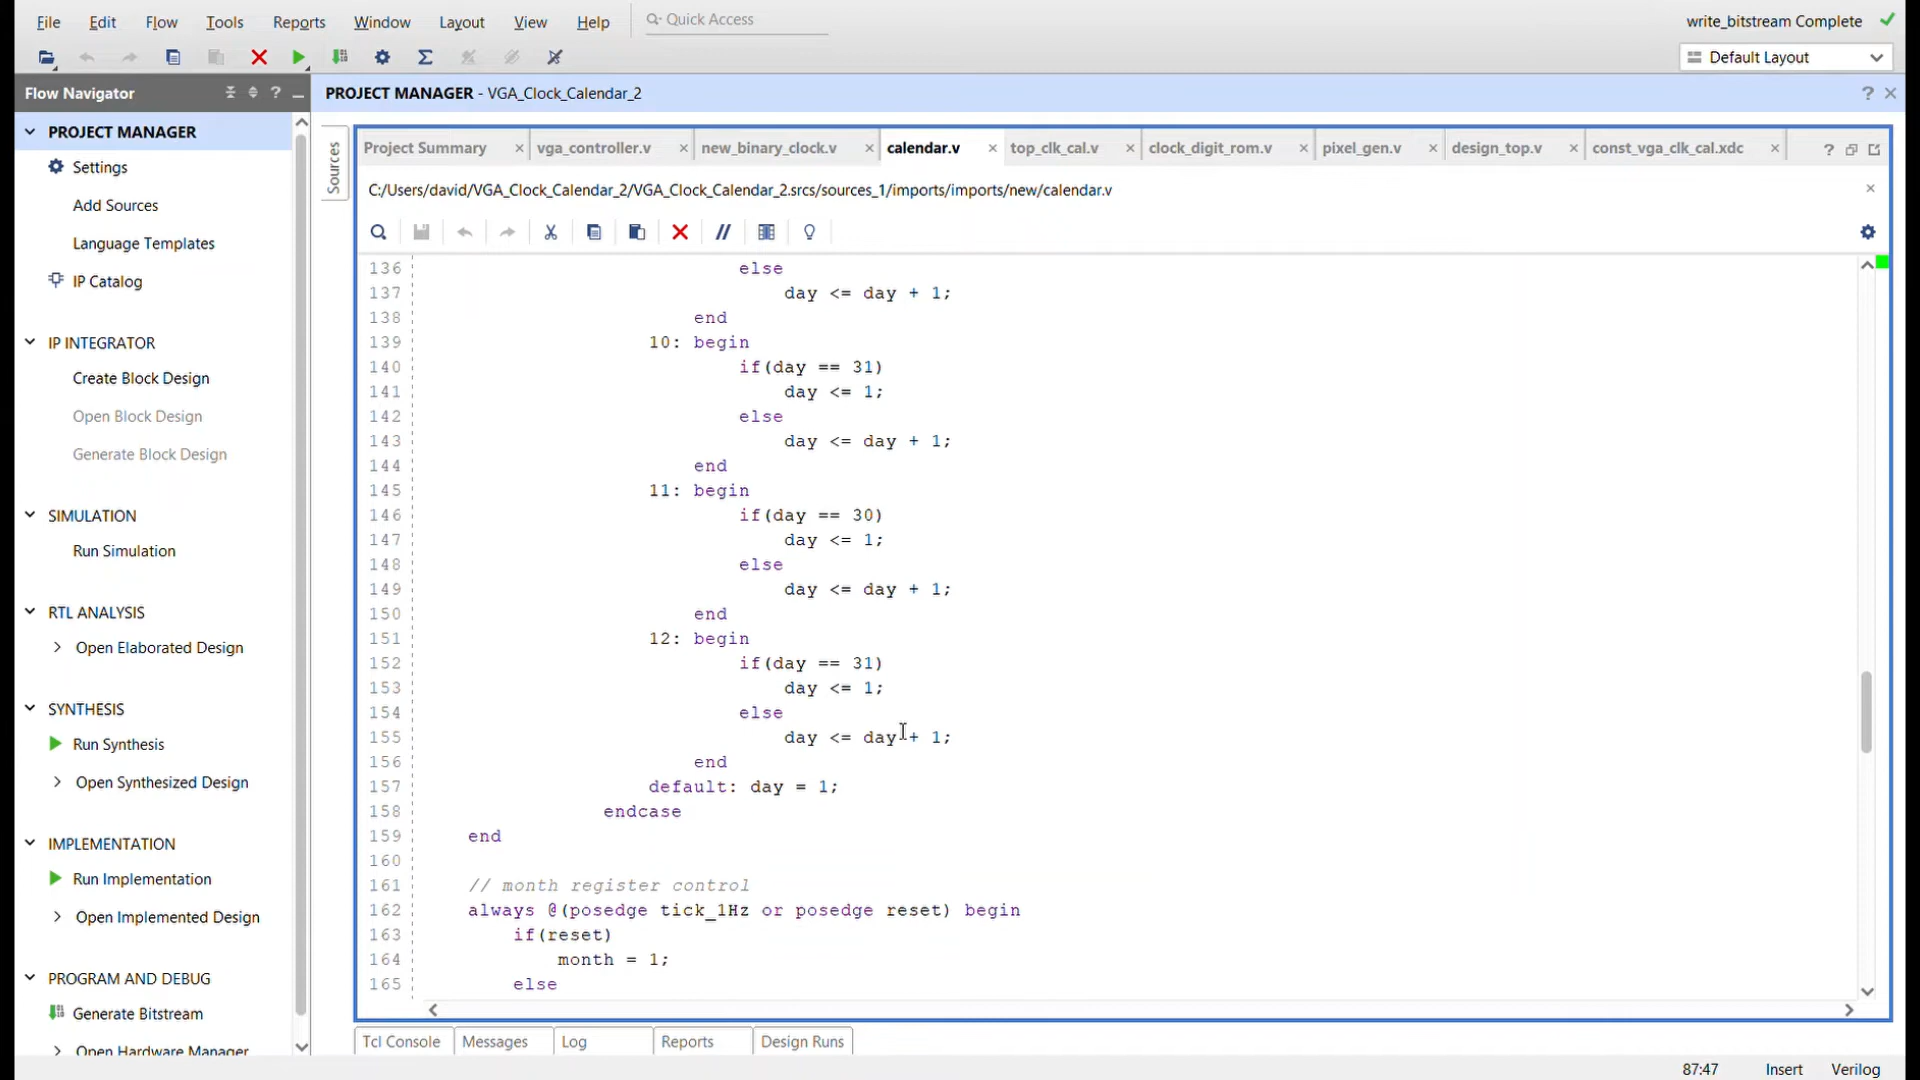 File Edit Flow Tools Reports Window Layout View Help Quick Access write_bitstream Complete
Default Layout
Flow Navigator ?
PROJECT MANAGER - VGA_Clock_Calendar_2 ?
PROJECT MANAGER
Settings
Add Sources
Language Templates
IP Catalog
IP INTEGRATOR
Create Block Design
Open Block Design
Generate Block Design
SIMULATION
Run Simulation
RTL ANALYSIS
Open Elaborated Design
SYNTHESIS
Run Synthesis
Open Synthesized Design
IMPLEMENTATION
Run Implementation
Open Implemented Design
PROGRAM AND DEBUG
Generate Bitstream
Open Hardware Manager
Sources
Project Summary vga_controller.v new_binary_clock.v calendar.v top_clk_cal.v clock_digit_rom.v pixel_gen.v design_top.v const_vga_clk_cal.xdc ?
C:/Users/david/VGA_Clock_Calendar_2/VGA_Clock_Calendar_2.srcs/sources_1/imports/imports/new/calendar.v
136 else
137 day <= day + 1;
138 end
139 10: begin
140 if(day == 31)
141 day <= 1;
142 else
143 day <= day + 1;
144 end
145 11: begin
146 if(day == 30)
147 day <= 1;
148 else
149 day <= day + 1;
150 end
151 12: begin
152 if(day == 31)
153 day <= 1;
154 else
155 day <= day + 1;
156 end
157 default: day = 1;
158 endcase
159 end
160
161 // month register control
162 always @(posedge tick_1Hz or posedge reset) begin
163 if(reset)
164 month = 1;
165 else
Tcl Console Messages Log Reports Design Runs
87:47 Insert Verilog